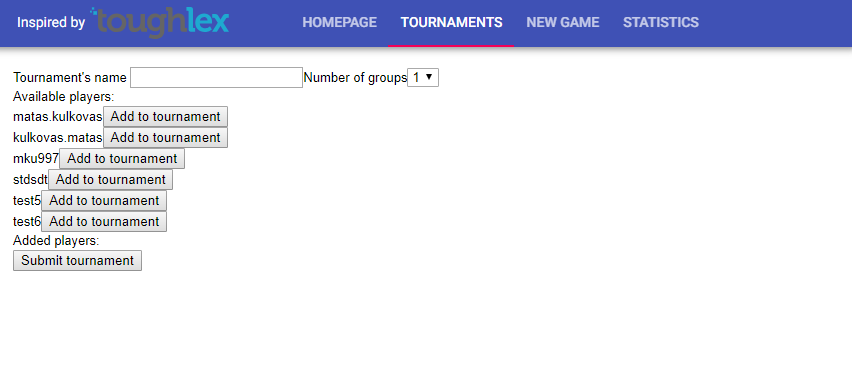 Inspired by toughlex HOMEPAGE TOURNAMENTS NEW GAME STATISTICS
Tournament's name Number of groups 1
Available players:
matas.kulkovas Add to tournament
kulkovas.matas Add to tournament
mku997 Add to tournament
stdsdt Add to tournament
test5 Add to tournament
test6 Add to tournament
Added players:
Submit tournament